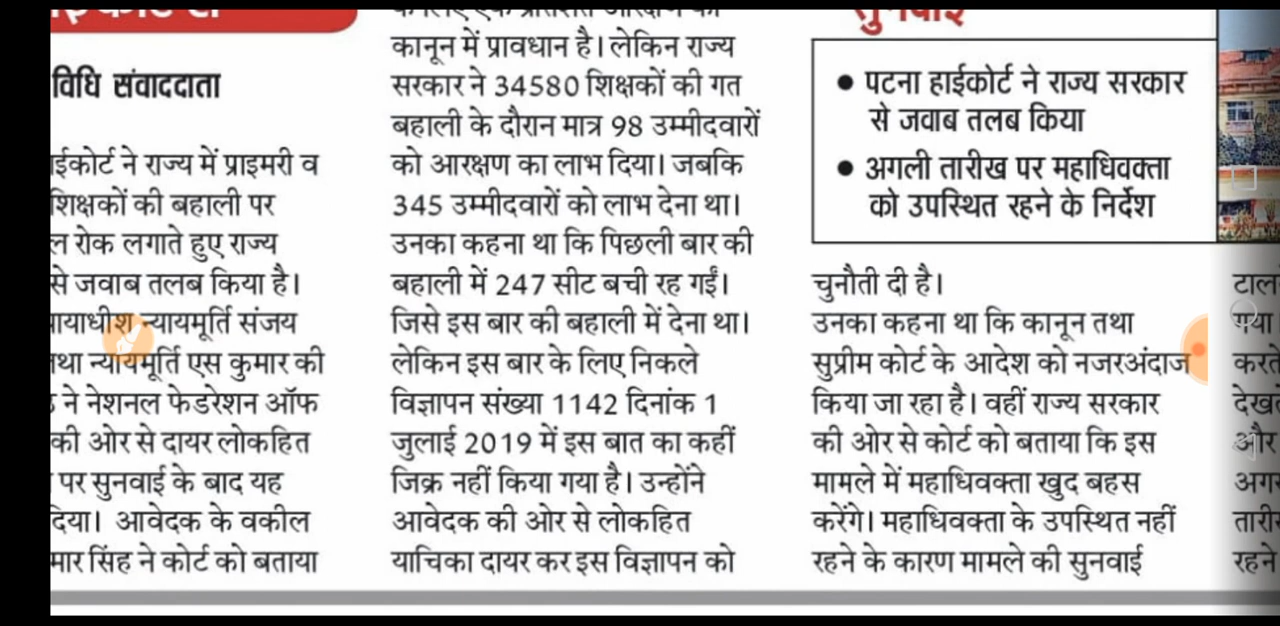 विधि संवाददाता
ने राज्य में प्राइमरी व
शिक्षकों की बहाली पर
रोक लगाते हुए राज्य
से जवाब तलब किया है।
न्यायमूर्ति संजय
न्यायमूर्ति एस कुमार की
ने नेशनल फेडरेशन ऑफ
की ओर से दायर लोकहित
पर सुनवाई के बाद यह
दिया। आवेदक के वकील
सिंह ने कोर्ट को बताया
कानून में प्रावधान है। लेकिन राज्य
सरकार ने 34580 शिक्षकों की गत
बहाली के दौरान मात्र 98 उम्मीदवारों
को आरक्षण का लाभ दिया। जबकि
345 उम्मीदवारों को लाभ देना था।
उनका कहना था कि पिछली बार की
बहाली में 247 सीट बची रह गईं।
जिसे इस बार की बहाली में देना था।
लेकिन इस बार के लिए निकले
विज्ञापन संख्या 1142 दिनांक 1
जुलाई 2019 में इस बात का कहीं
जिक्र नहीं किया गया है। उन्होंने
आवेदक की ओर से लोकहित
याचिका दायर कर इस विज्ञापन को
सुनवाई
• पटना हाईकोर्ट ने राज्य सरकार
से जवाब तलब किया
• अगली तारीख पर महाधिवक्ता
को उपस्थित रहने के निर्देश
चुनौती दी है।
उनका कहना था कि कानून तथा
सुप्रीम कोर्ट के आदेश को नजरअंदाज
किया जा रहा है। वहीं राज्य सरकार
की ओर से कोर्ट को बताया कि इस
मामले में महाधिवक्ता खुद बहस
करेंगे। महाधिवक्ता के उपस्थित नहीं
रहने के कारण मामले की सुनवाई
गया
करते
और
रहने